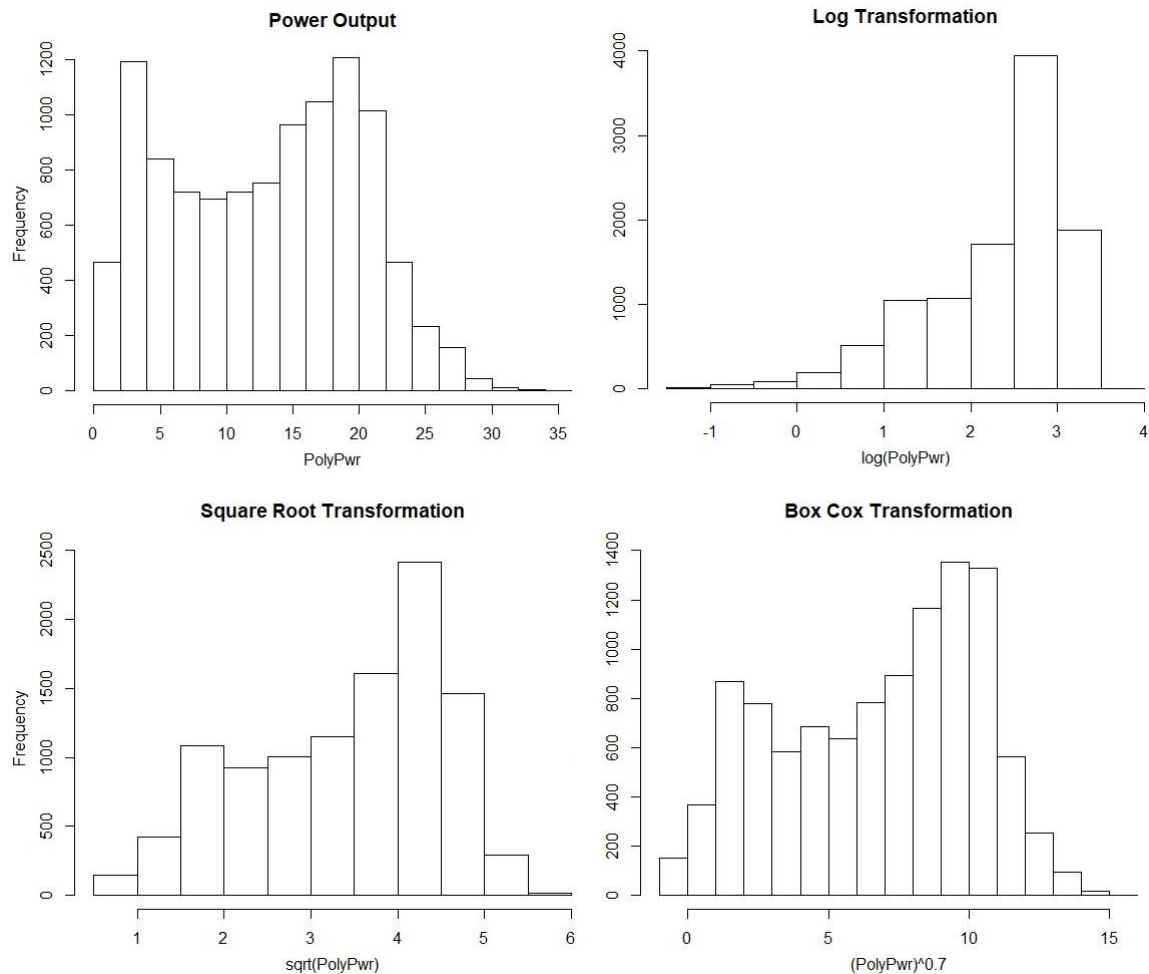 Power Output
Frequency
0 200 400 600 800 1000 1200
0 5 10 15 20 25 30 35
PolyPwr
Log Transformation
0 1000 2000 3000 4000
-1 0 1 2 3 4
log(PolyPwr)
Square Root Transformation
Frequency
0 500 1000 1500 2000 2500
1 2 3 4 5 6
sqrt(PolyPwr)
Box Cox Transformation
0 200 400 600 800 1000 1200 1400
0 5 10 15
(PolyPwr)^0.7